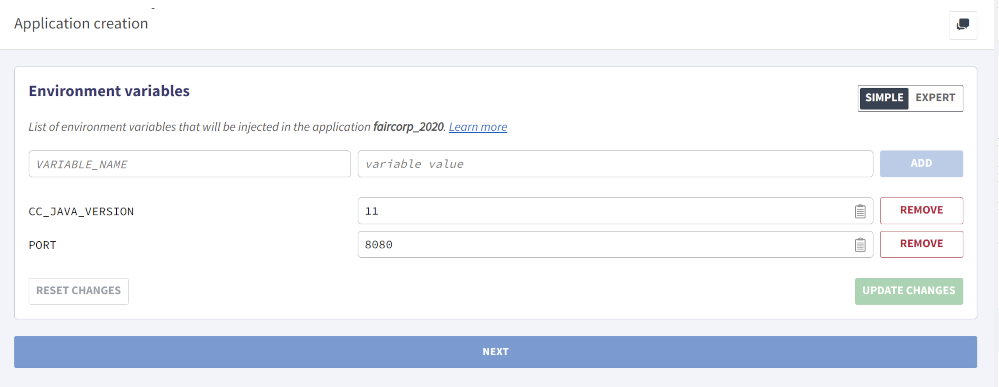 Application creation
Environment variables
SIMPLE EXPERT
List of environment variables that will be injected in the application faircorp_2020. Learn more
VARIABLE_NAME variable value ADD
CC_JAVA_VERSION 11 REMOVE
PORT 8080 REMOVE
RESET CHANGES UPDATE CHANGES
NEXT